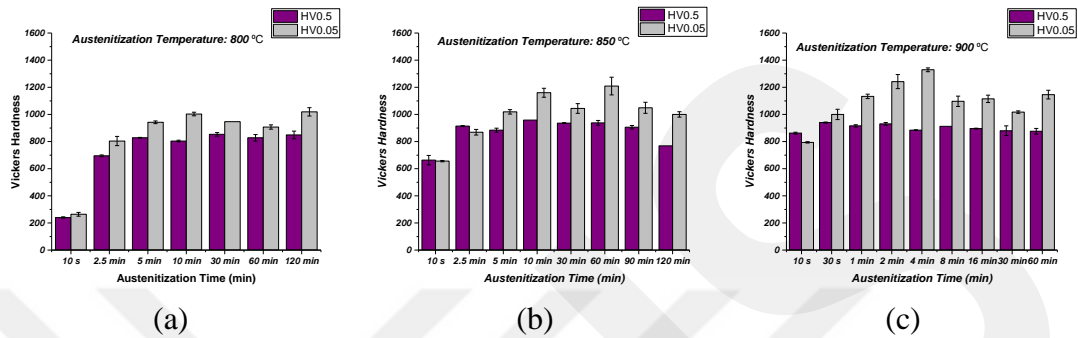 HV0.5
HV0.05
Austenitization Temperature: 800 ºC
Vickers Hardness
1600
1400
1200
1000
800
600
400
200
0
10 s 2.5 min 5 min 10 min 30 min 60 min 120 min
Austenitization Time (min)
(a)
HV0.5
HV0.05
Austenitization Temperature: 850 ºC
Vickers Hardness
1600
1400
1200
1000
800
600
400
200
0
10 s 2.5 min 5 min 10 min 30 min 60 min 90 min 120 min
Austenitization Time (min)
(b)
HV0.5
HV0.05
Austenitization Temperature: 900 ºC
Vickers Hardness
1600
1400
1200
1000
800
600
400
200
0
10 s 30 s 1 min 2 min 4 min 8 min 16 min 30 min 60 min
Austenitization Time (min)
(c)